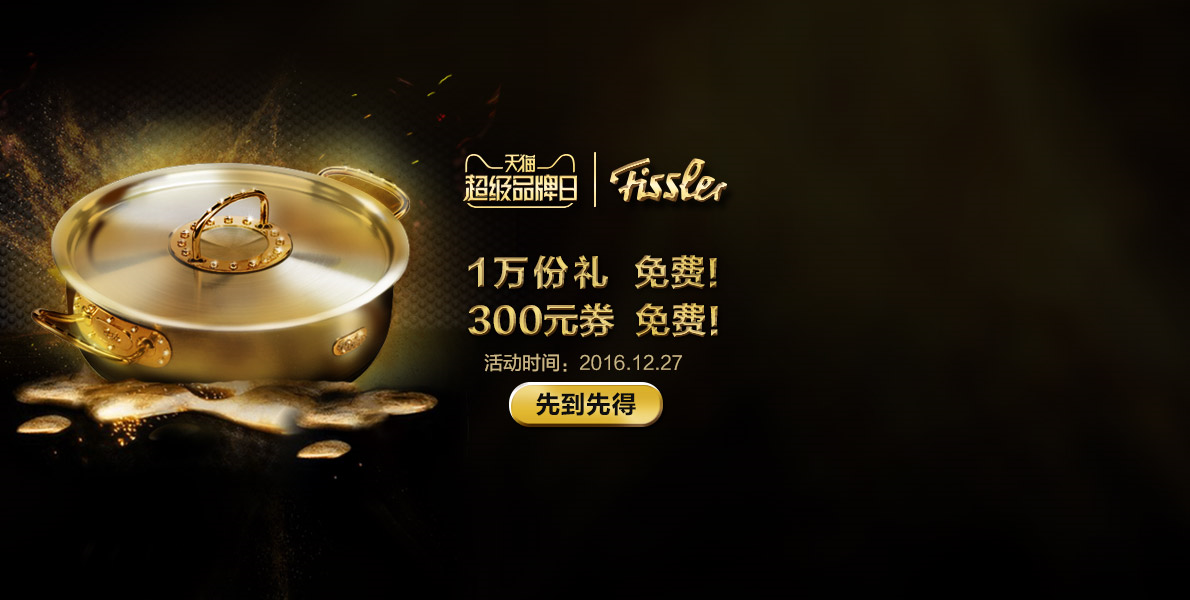 天猫
超级品牌日
Fissler
1万份礼 免费!
300元券 免费!
活动时间：2016.12.27
先到先得